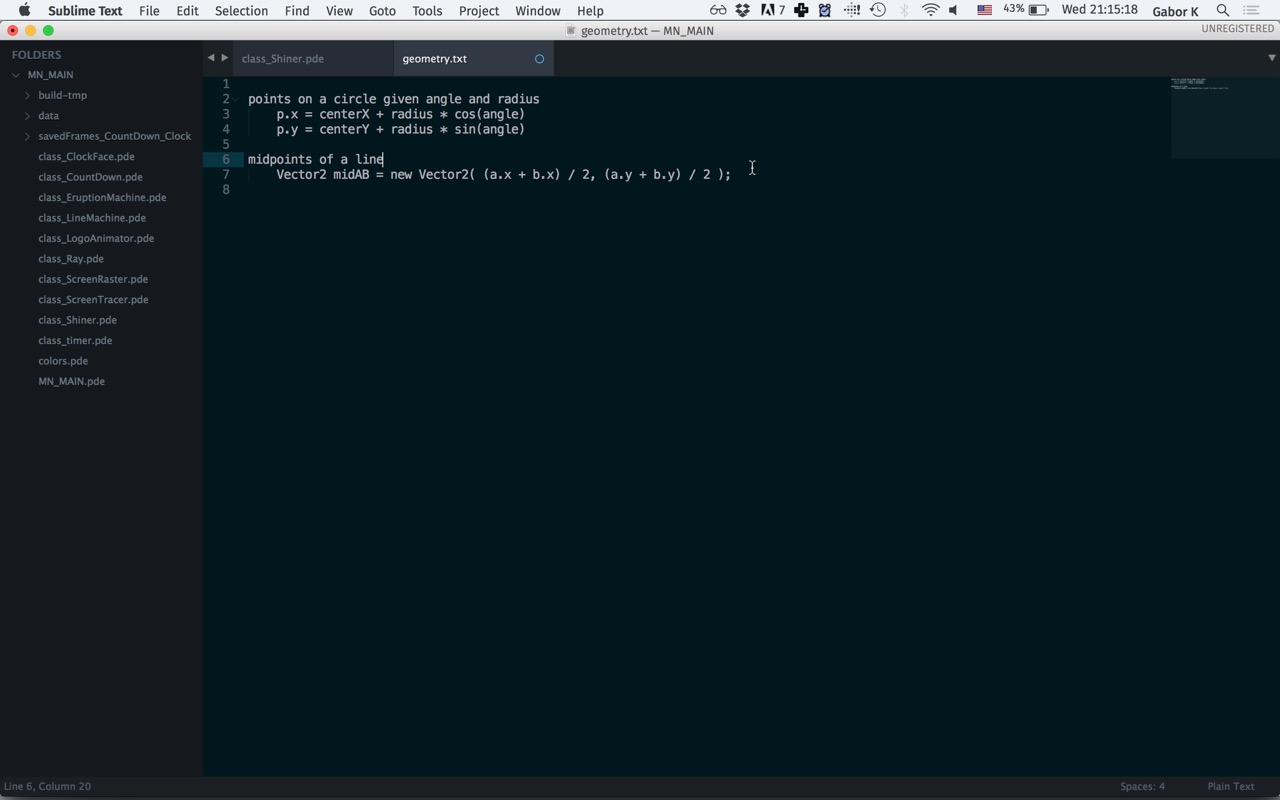 Sublime Text File Edit Selection Find View Goto Tools Project Window Help 7 43% Wed 21:15:18 Gabor K
geometry.txt — MN_MAIN UNREGISTERED
FOLDERS
MN_MAIN
build-tmp
data
savedFrames_CountDown_Clock
class_ClockFace.pde
class_CountDown.pde
class_EruptionMachine.pde
class_LineMachine.pde
class_LogoAnimator.pde
class_Ray.pde
class_ScreenRaster.pde
class_ScreenTracer.pde
class_Shiner.pde
class_timer.pde
colors.pde
MN_MAIN.pde
class_Shiner.pde geometry.txt
1
2 points on a circle given angle and radius
3     p.x = centerX + radius * cos(angle)
4     p.y = centerY + radius * sin(angle)
5
6 midpoints of a line
7     Vector2 midAB = new Vector2( (a.x + b.x) / 2, (a.y + b.y) / 2 );
8
Line 6, Column 20 Spaces: 4 Plain Text